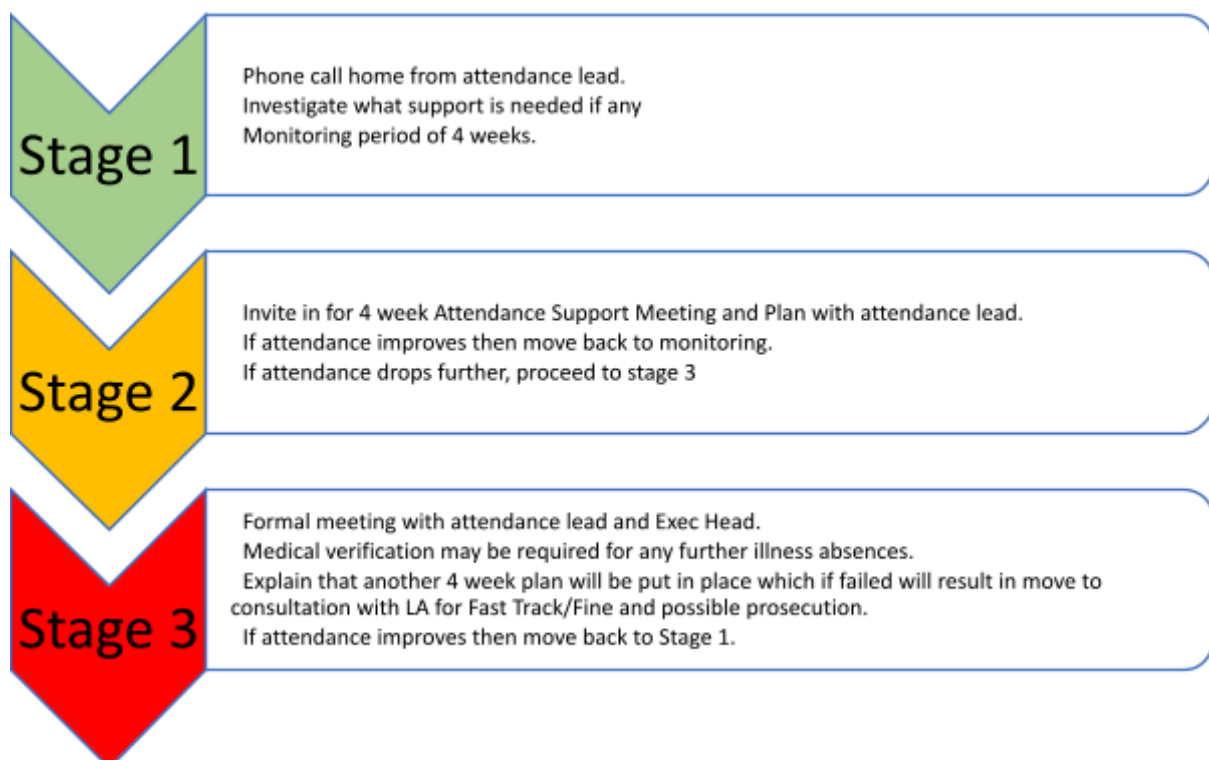 Stage 1
Phone call home from attendance lead.
Investigate what support is needed if any
Monitoring period of 4 weeks.
Stage 2
Invite in for 4 week Attendance Support Meeting and Plan with attendance lead.
If attendance improves then move back to monitoring.
If attendance drops further, proceed to stage 3
Stage 3
Formal meeting with attendance lead and Exec Head.
Medical verification may be required for any further illness absences.
Explain that another 4 week plan will be put in place which if failed will result in move to
consultation with LA for Fast Track/Fine and possible prosecution.
If attendance improves then move back to Stage 1.